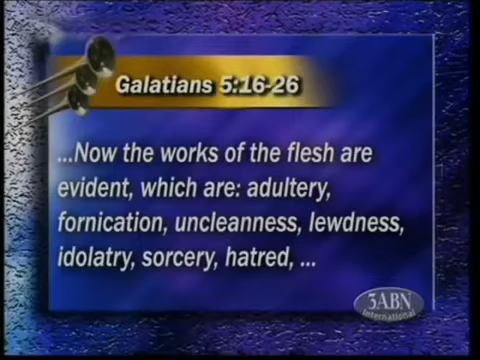 Galatians 5:16-26
...Now the works of the flesh are
evident, which are: adultery,
fornication, uncleanness, lewdness,
idolatry, sorcery, hatred, ...
3ABN
International